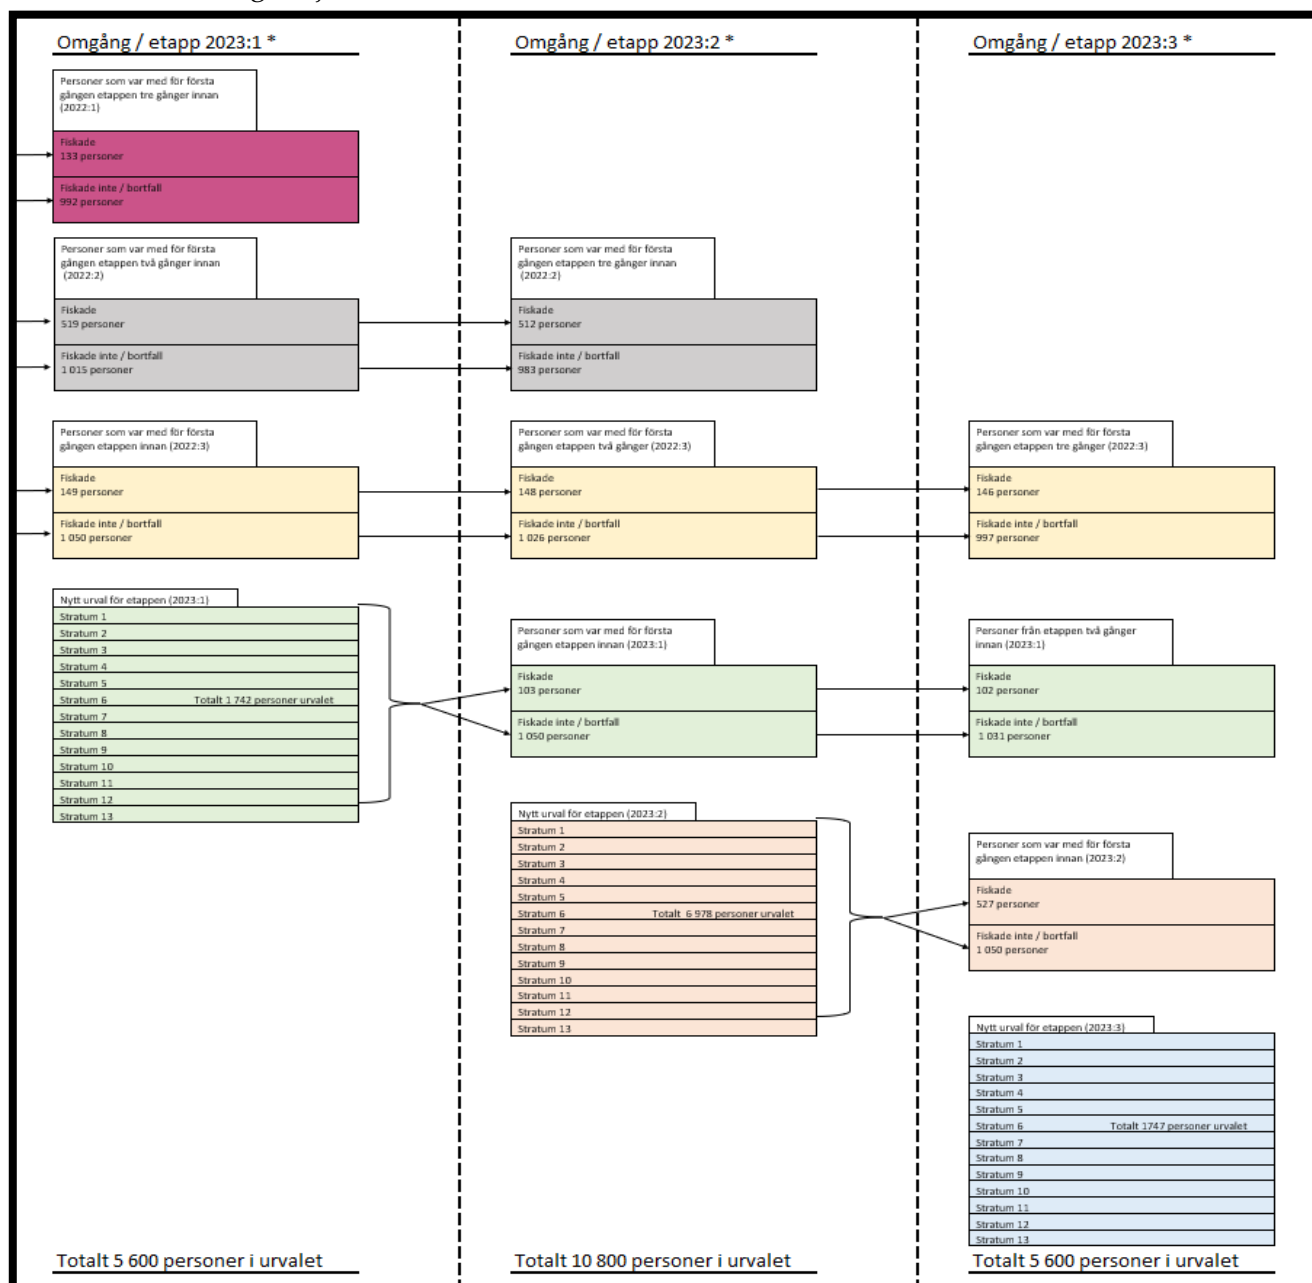 Omgång / etapp 2023:1 *
Personer som var med för första
gången etappen tre gånger innan
(2022:1)
Fiskade
133 personer
Fiskade inte / bortfall
992 personer
Personer som var med för första
gången etappen två gånger innan
(2022:2)
Fiskade
519 personer
Fiskade inte / bortfall
1 015 personer
Personer som var med för första
gången etappen innan (2022:3)
Fiskade
149 personer
Fiskade inte / bortfall
1 050 personer
Nytt urval för etappen (2023:1)
Stratum 1
Stratum 2
Stratum 3
Stratum 4
Stratum 5
Stratum 6 Totalt 1 742 personer urvalet
Stratum 7
Stratum 8
Stratum 9
Stratum 10
Stratum 11
Stratum 12
Stratum 13
Totalt 5 600 personer i urvalet
Omgång / etapp 2023:2 *
Personer som var med för första
gången etappen tre gånger innan
(2022:2)
Fiskade
512 personer
Fiskade inte / bortfall
983 personer
Personer som var med för första
gången etappen två gånger (2022:3)
Fiskade
148 personer
Fiskade inte / bortfall
1 026 personer
Personer som var med för första
gången etappen innan (2023:1)
Fiskade
103 personer
Fiskade inte / bortfall
1 050 personer
Nytt urval för etappen (2023:2)
Stratum 1
Stratum 2
Stratum 3
Stratum 4
Stratum 5
Stratum 6 Totalt 6 978 personer urvalet
Stratum 7
Stratum 8
Stratum 9
Stratum 10
Stratum 11
Stratum 12
Stratum 13
Totalt 10 800 personer i urvalet
Omgång / etapp 2023:3 *
Personer som var med för första
gången etappen tre gånger (2022:3)
Fiskade
146 personer
Fiskade inte / bortfall
997 personer
Personer från etappen två gånger
innan (2023:1)
Fiskade
102 personer
Fiskade inte / bortfall
1 031 personer
Personer som var med för första
gången etappen innan (2023:2)
Fiskade
527 personer
Fiskade inte / bortfall
1 050 personer
Nytt urval för etappen (2023:3)
Stratum 1
Stratum 2
Stratum 3
Stratum 4
Stratum 5
Stratum 6 Totalt 1747 personer urvalet
Stratum 7
Stratum 8
Stratum 9
Stratum 10
Stratum 11
Stratum 12
Stratum 13
Totalt 5 600 personer i urvalet